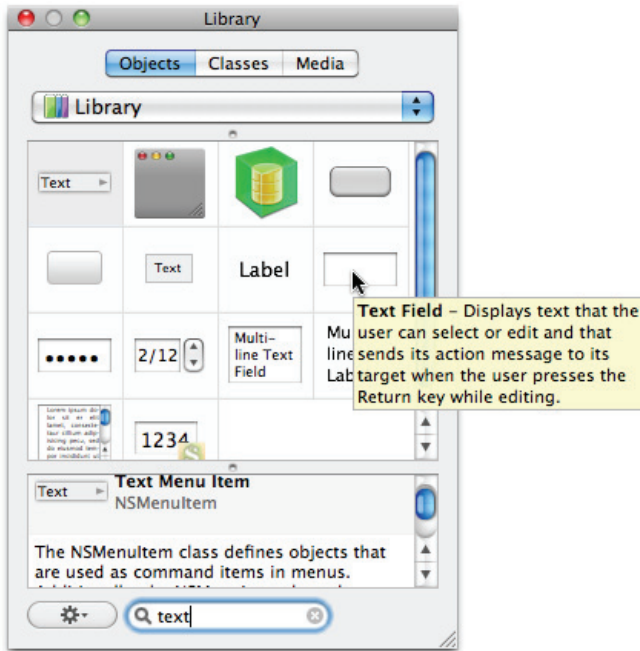 Library
Objects Classes Media
Library
Text
Text Label
Text Field – Displays text that the
user can select or edit and that
sends its action message to its
target when the user presses the
Return key while editing.
2/12
Multi-
line Text
Field
Mu
line
Lab
1234
Text
Text Menu Item
NSMenuItem
The NSMenuItem class defines objects that
are used as command items in menus.
text